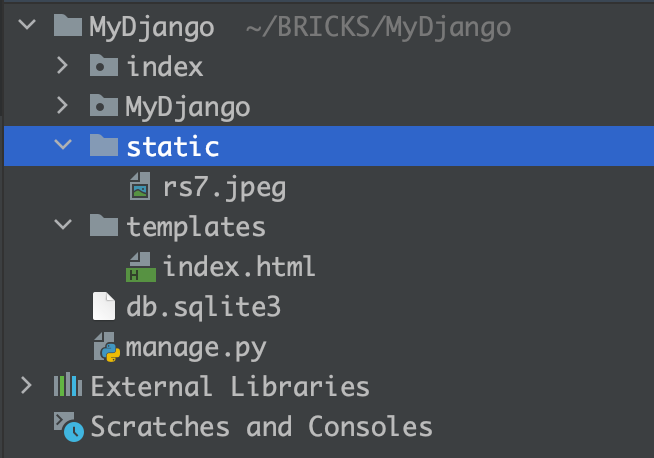 MyDjango ~/BRICKS/MyDjango
index
MyDjango
static
rs7.jpeg
templates
H index.html
db.sqlite3
manage.py
External Libraries
Scratches and Consoles